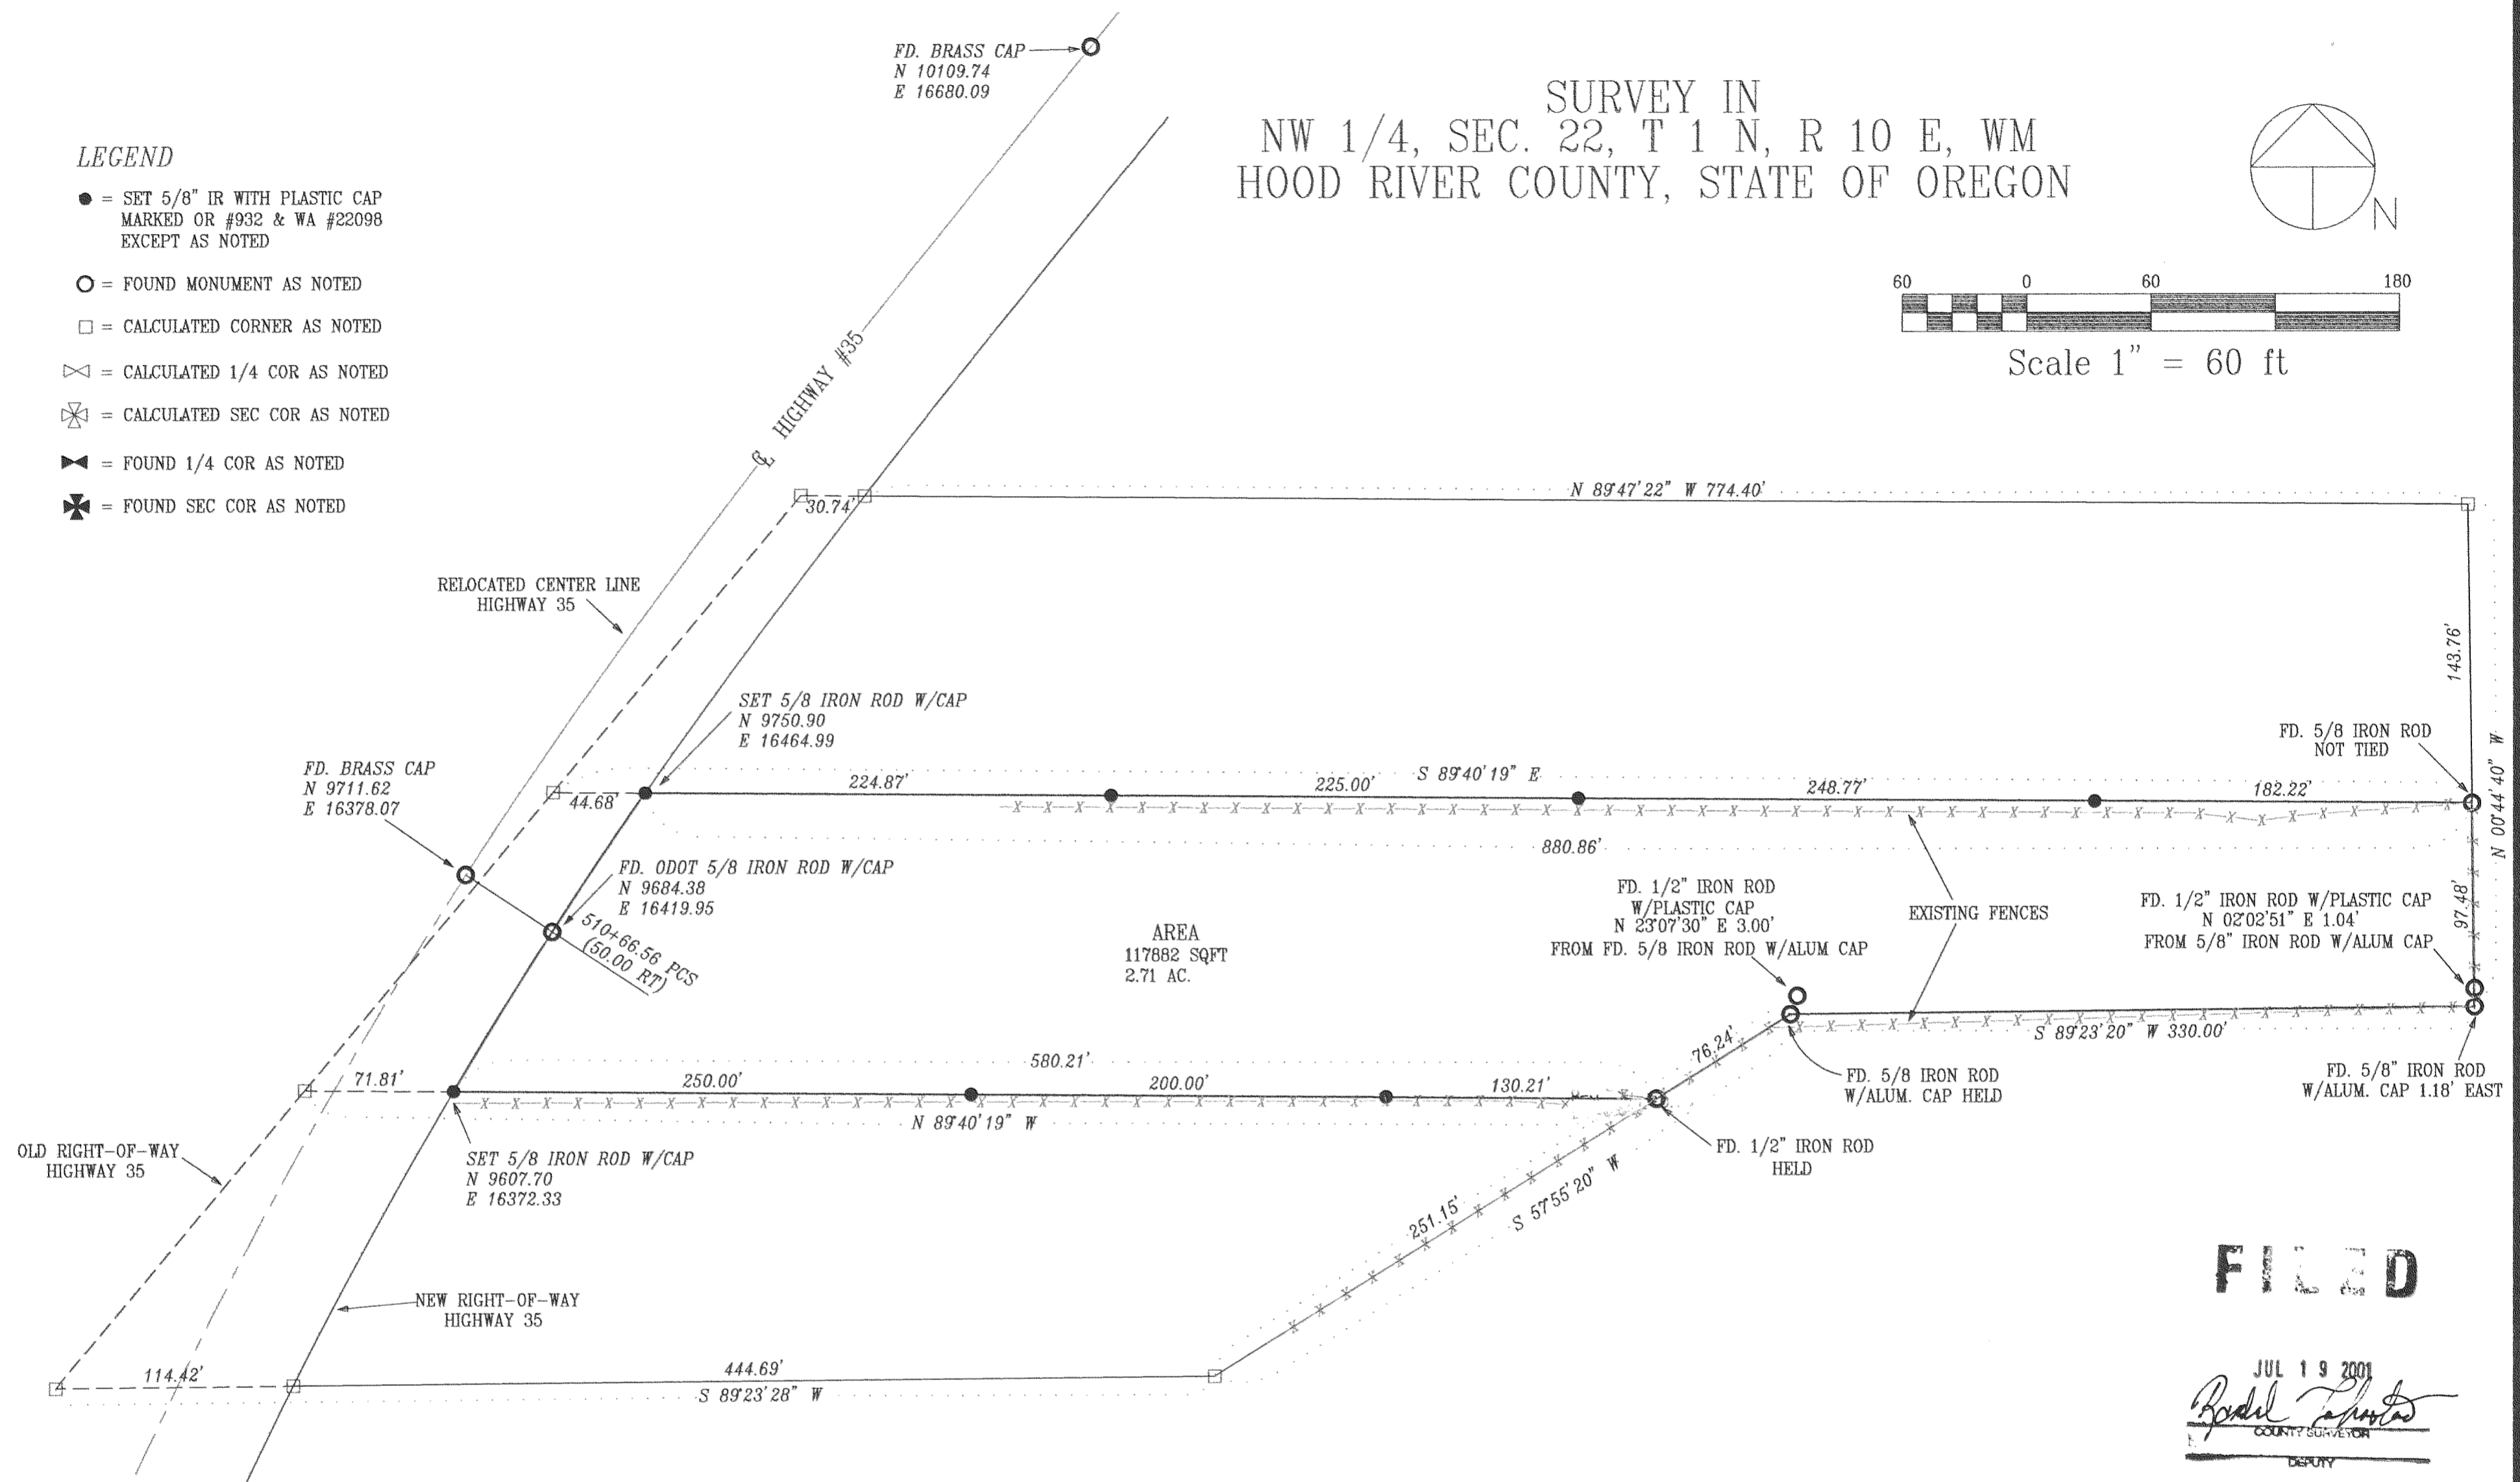 FD. BRASS CAP
N 10109.74
E 16680.09
SURVEY IN
NW 1/4, SEC. 22, T 1 N, R 10 E, WM
HOOD RIVER COUNTY, STATE OF OREGON
N
LEGEND
= SET 5/8" IR WITH PLASTIC CAP
MARKED OR #932 & WA #22098
EXCEPT AS NOTED
= FOUND MONUMENT AS NOTED
= CALCULATED CORNER AS NOTED
= CALCULATED 1/4 COR AS NOTED
= CALCULATED SEC COR AS NOTED
= FOUND 1/4 COR AS NOTED
= FOUND SEC COR AS NOTED
60 0 60 180
Scale 1" = 60 ft
℄ HIGHWAY #35
30.74'
N 89°47'22" W 774.40'
RELOCATED CENTER LINE
HIGHWAY 35
143.76'
SET 5/8 IRON ROD W/CAP
N 9750.90
E 16464.99
FD. 5/8 IRON ROD
NOT TIED
N 00°44'40" W
FD. BRASS CAP
N 9711.62
E 16378.07
44.68'
224.87'
225.00'
S 89°40'19" E
248.77'
182.22'
880.86'
FD. ODOT 5/8 IRON ROD W/CAP
N 9684.38
E 16419.95
510+66.56 PCS
(50.00 RT)
AREA
117882 SQFT
2.71 AC.
FD. 1/2" IRON ROD
W/PLASTIC CAP
N 23°07'30" E 3.00'
FROM FD. 5/8 IRON ROD W/ALUM CAP
EXISTING FENCES
FD. 1/2" IRON ROD W/PLASTIC CAP
N 02°02'51" E 1.04'
FROM 5/8" IRON ROD W/ALUM CAP
97.48'
76.24'
S 89°23'20" W 330.00'
71.81'
250.00'
580.21'
200.00'
130.21'
N 89°40'19" W
FD. 5/8 IRON ROD
W/ALUM. CAP HELD
FD. 5/8" IRON ROD
W/ALUM. CAP 1.18' EAST
OLD RIGHT-OF-WAY
HIGHWAY 35
SET 5/8 IRON ROD W/CAP
N 9607.70
E 16372.33
FD. 1/2" IRON ROD
HELD
251.15'
S 57°55'20" W
NEW RIGHT-OF-WAY
HIGHWAY 35
114.42'
444.69'
S 89°23'28" W
FILED
JUL 19 2001
COUNTY SURVEYOR
DEPUTY